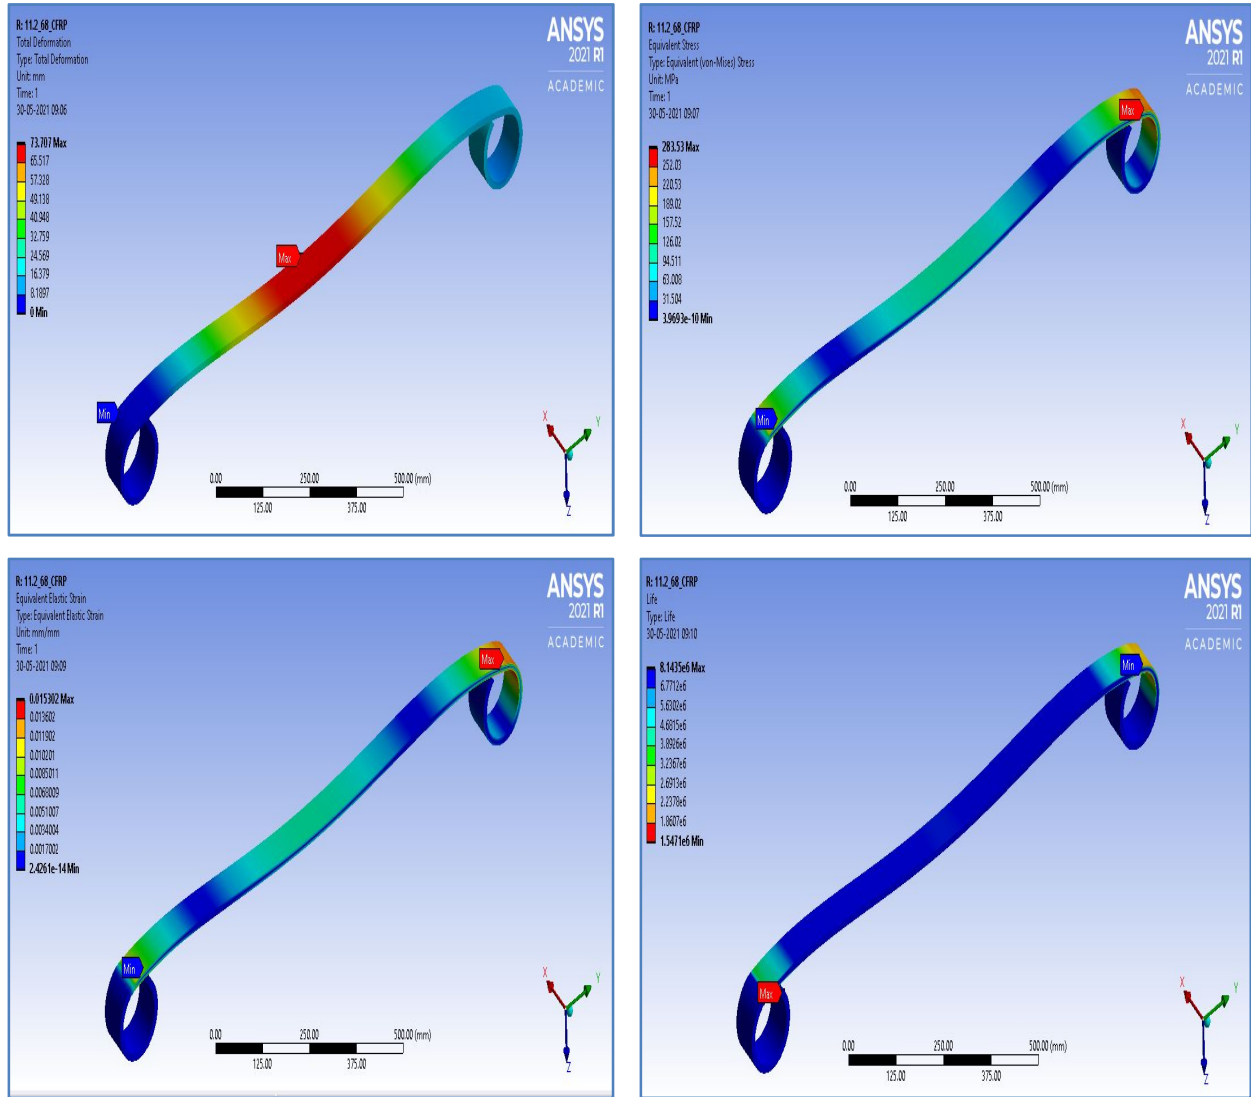 R: 11.2_68_CFRP
Total Deformation
Type: Total Deformation
Unit: mm
Time: 1
30-05-2021 09:06
73.707 Max
65.517
57.328
49.138
40.948
32.759
24.569
16.379
8.1897
0 Min
ANSYS
2021 R1
ACADEMIC
Max
Min
X
Y
Z
0.00
250.00
500.00 (mm)
125.00
375.00
R: 11.2_68_CFRP
Equivalent Stress
Type: Equivalent (von-Mises) Stress
Unit: MPa
Time: 1
30-05-2021 09:07
283.53 Max
252.03
220.53
189.02
157.52
126.02
94.511
63.008
31.504
3.9693e-10 Min
ANSYS
2021 R1
ACADEMIC
Max
Min
X
Y
Z
0.00
250.00
500.00 (mm)
125.00
375.00
R: 11.2_68_CFRP
Equivalent Elastic Strain
Type: Equivalent Elastic Strain
Unit: mm/mm
Time: 1
30-05-2021 09:09
0.015302 Max
0.013602
0.011902
0.010201
0.0085011
0.0068009
0.0051007
0.0034004
0.0017002
2.4261e-14 Min
ANSYS
2021 R1
ACADEMIC
Max
Min
X
Y
Z
0.00
250.00
500.00 (mm)
125.00
375.00
R: 11.2_68_CFRP
Life
Type: Life
30-05-2021 09:10
8.1435e6 Max
6.7712e6
5.6302e6
4.6815e6
3.8926e6
3.2367e6
2.6913e6
2.2378e6
1.8607e6
1.5471e6 Min
ANSYS
2021 R1
ACADEMIC
Min
Max
X
Y
Z
0.00
250.00
500.00 (mm)
125.00
375.00